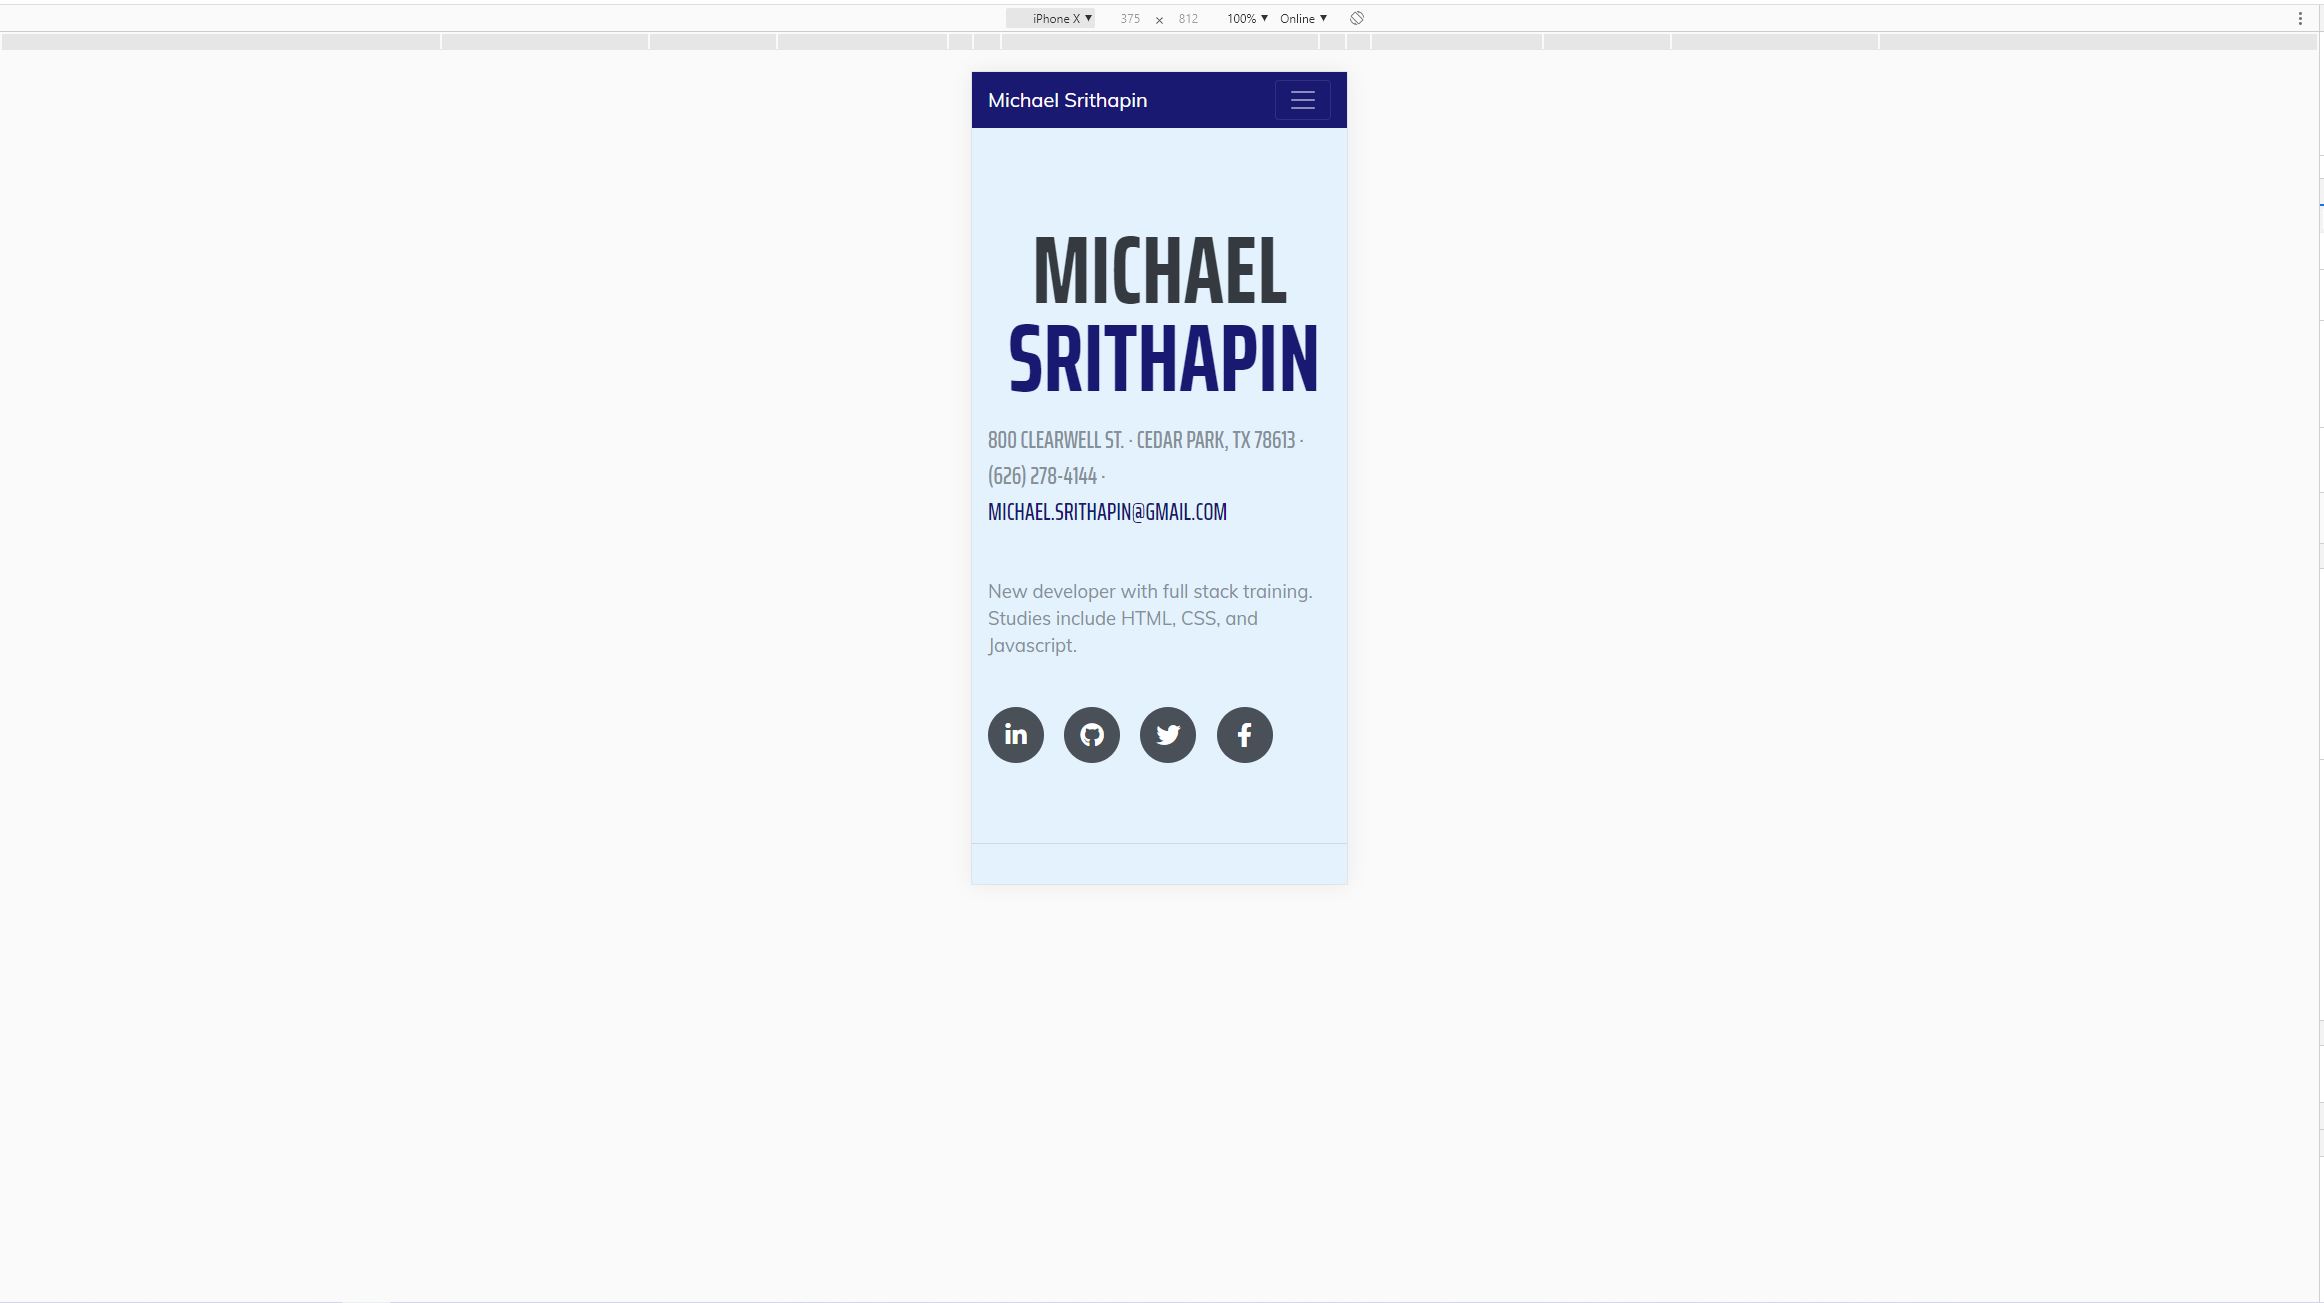 iPhone X 375 × 812 100% Online
Michael Srithapin
MICHAEL
SRITHAPIN
800 CLEARWELL ST. · CEDAR PARK, TX 78613 ·
(626) 278-4144 ·
MICHAEL.SRITHAPIN@GMAIL.COM
New developer with full stack training.
Studies include HTML, CSS, and
Javascript.